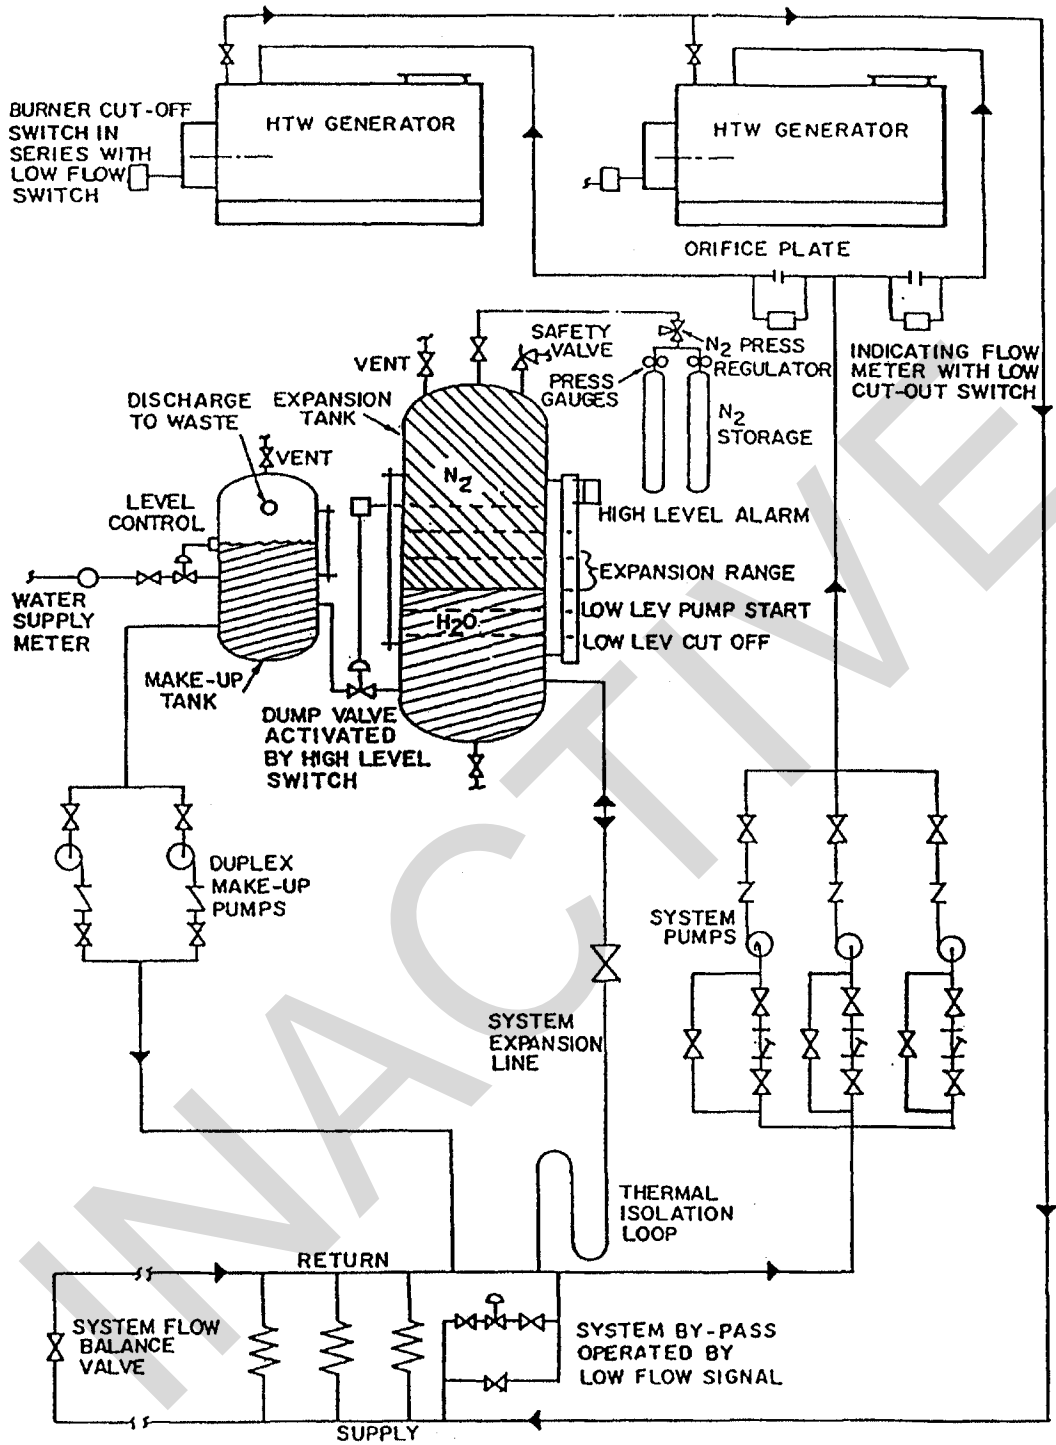 BURNER CUT-OFF
SWITCH IN
SERIES WITH
LOW FLOW
SWITCH
HTW GENERATOR
HTW GENERATOR
ORIFICE PLATE
INDICATING FLOW
METER WITH LOW
CUT-OUT SWITCH
SAFETY
VALVE
N2 PRESS
REGULATOR
PRESS
GAUGES
N2
STORAGE
VENT
DISCHARGE
TO WASTE
EXPANSION
TANK
VENT
LEVEL
CONTROL
N2
HIGH LEVEL ALARM
EXPANSION RANGE
LOW LEV PUMP START
LOW LEV CUT OFF
H2O
WATER
SUPPLY
METER
MAKE-UP
TANK
DUMP VALVE
ACTIVATED
BY HIGH LEVEL
SWITCH
DUPLEX
MAKE-UP
PUMPS
SYSTEM
PUMPS
SYSTEM
EXPANSION
LINE
THERMAL
ISOLATION
LOOP
RETURN
SYSTEM FLOW
BALANCE
VALVE
SYSTEM BY-PASS
OPERATED BY
LOW FLOW SIGNAL
SUPPLY
INACTIVE